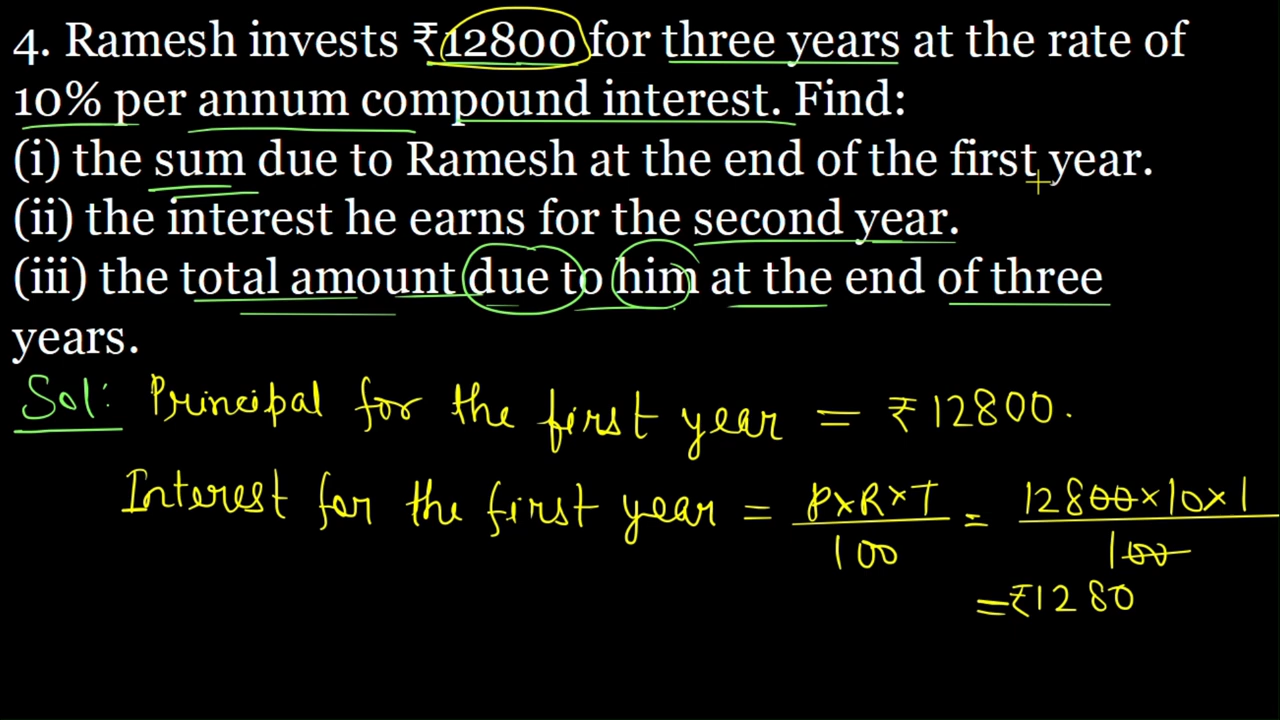 4. Ramesh invests ₹12800 for three years at the rate of
10% per annum compound interest. Find:
(i) the sum due to Ramesh at the end of the first year.
(ii) the interest he earns for the second year.
(iii) the total amount due to him at the end of three
years.
Sol: Principal for the first year = ₹12800.
Interest for the first year = P×R×T/100 = 12800×10×1/100
=₹1280